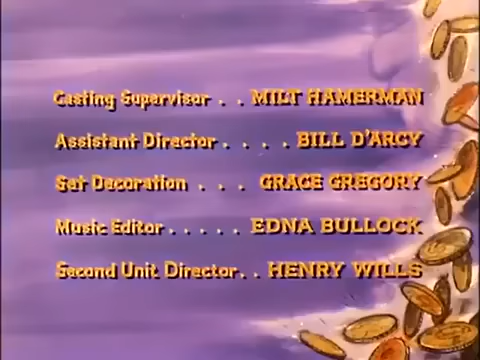 Casting Supervisor . . MILT HAMERMAN
Assistant Director . . . . BILL D'ARCY
Set Decoration . . . GRACE GREGORY
Music Editor . . . . . EDNA BULLOCK
Second Unit Director . . HENRY WILLS